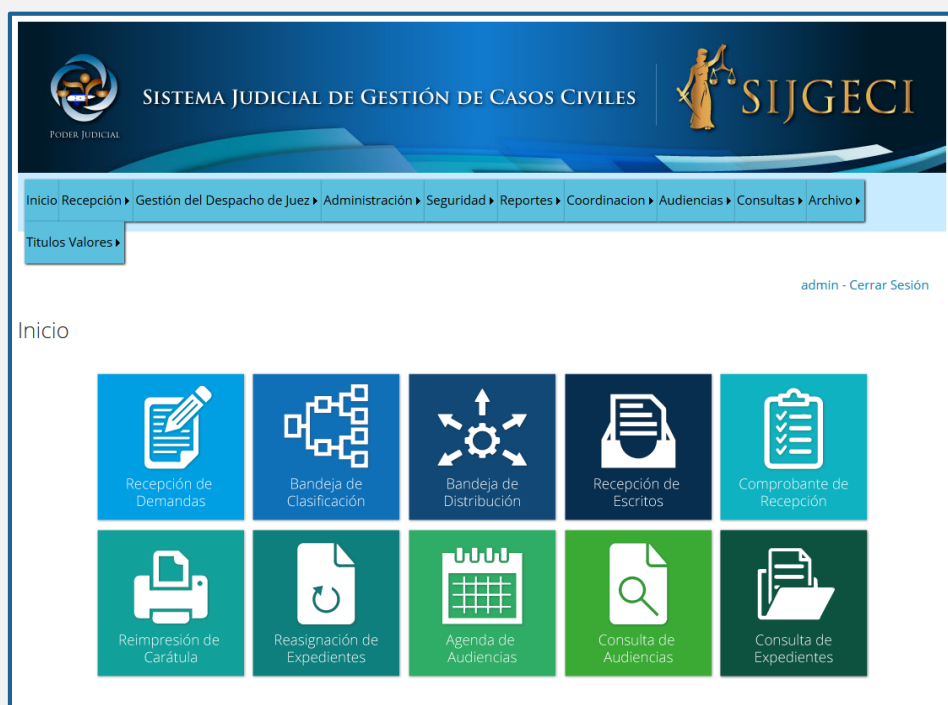 SISTEMA JUDICIAL DE GESTIÓN DE CASOS CIVILES
SIJGECI
PODER JUDICIAL
Inicio Recepción Gestión del Despacho de Juez Administración Seguridad Reportes Coordinacion Audiencias Consultas Archivo
Titulos Valores
admin - Cerrar Sesión
Inicio
Recepción de
Demandas
Bandeja de
Clasificación
Bandeja de
Distribución
Recepción de
Escritos
Comprobante de
Recepción
Reimpresión de
Carátula
Reasignación de
Expedientes
Agenda de
Audiencias
Consulta de
Audiencias
Consulta de
Expedientes